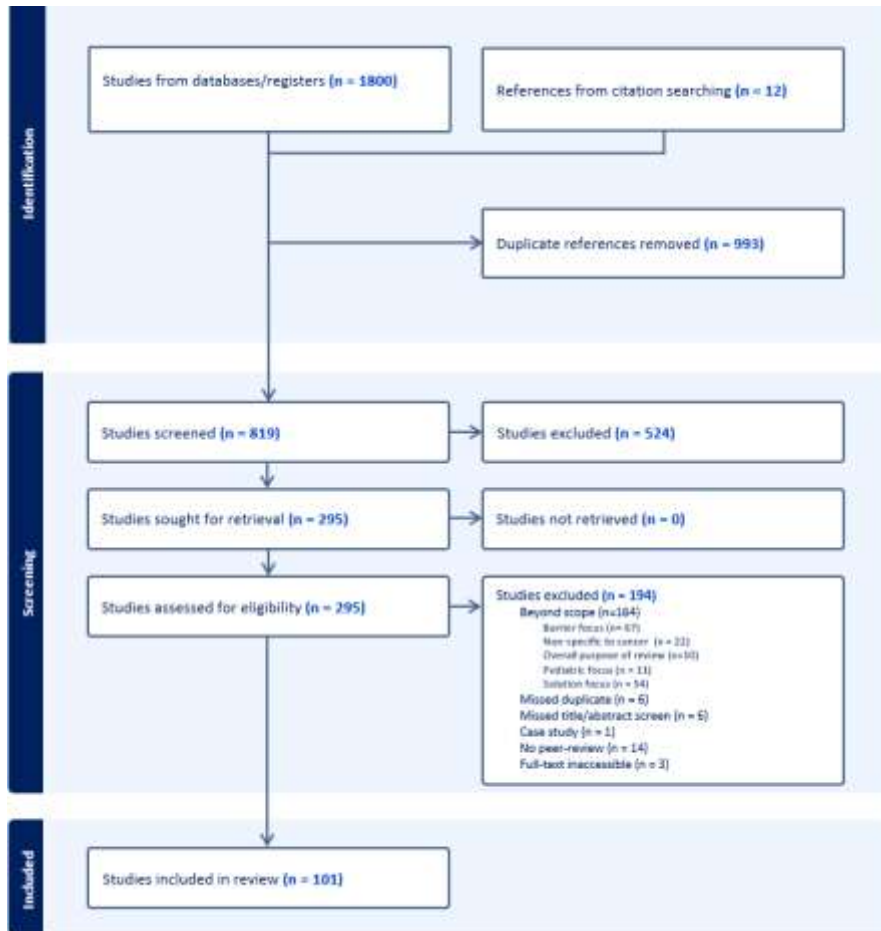 Identification
Studies from databases/registers (n = 1800)
References from citation searching (n = 12)
Duplicate references removed (n = 993)
Screening
Studies screened (n = 819)
Studies excluded (n = 524)
Studies sought for retrieval (n = 295)
Studies not retrieved (n = 0)
Studies assessed for eligibility (n = 295)
Studies excluded (n = 194)
Beyond scope (n=164)
Barrier focus (n= 67)
Non-specific to cancer (n = 22)
Overall purpose of review (n=10)
Pediatric focus (n = 11)
Solution focus (n = 54)
Missed duplicate (n = 6)
Missed title/abstract screen (n = 6)
Case study (n = 1)
No peer-review (n = 14)
Full-text inaccessible (n = 3)
Included
Studies included in review (n = 101)